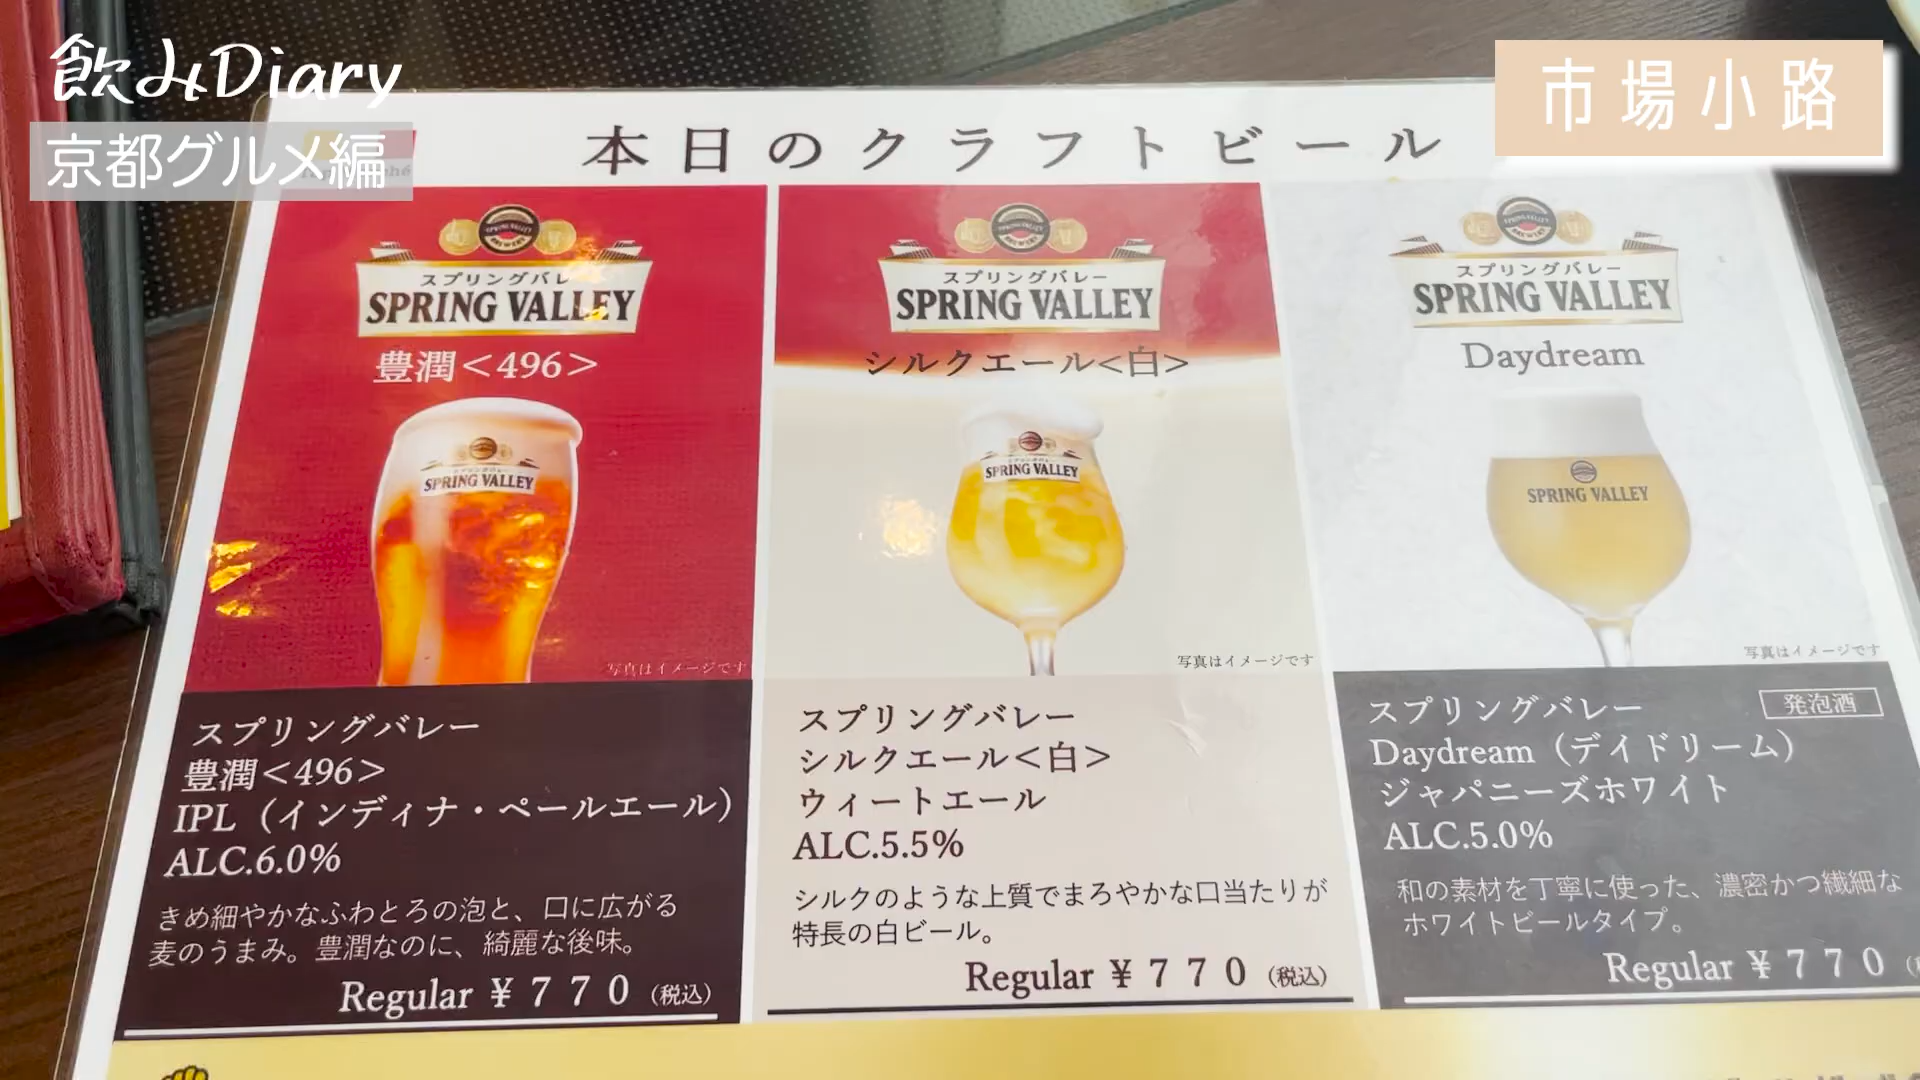 飲みDiary
京都グルメ編
市場小路
本日のクラフトビール
SPRING VALLEY
BREWERY
スプリングバレー
SPRING VALLEY
豊潤<496>
SPRING VALLEY
写真はイメージです
スプリングバレー
豊潤<496>
IPL（インディナ・ペールエール）
ALC.6.0%
きめ細やかなふわとろの泡と、口に広がる
麦のうまみ。豊潤なのに、綺麗な後味。
Regular ¥770（税込）
SPRING VALLEY
BREWERY
スプリングバレー
SPRING VALLEY
シルクエール<白>
SPRING VALLEY
写真はイメージです
スプリングバレー
シルクエール<白>
ウィートエール
ALC.5.5%
シルクのような上質でまろやかな口当たりが
特長の白ビール。
Regular ¥770（税込）
SPRING VALLEY
BREWERY
スプリングバレー
SPRING VALLEY
Daydream
SPRING VALLEY
写真はイメージです
スプリングバレー
発泡酒
Daydream（デイドリーム）
ジャパニーズホワイト
ALC.5.0%
和の素材を丁寧に使った、濃密かつ繊細な
ホワイトビールタイプ。
Regular ¥770